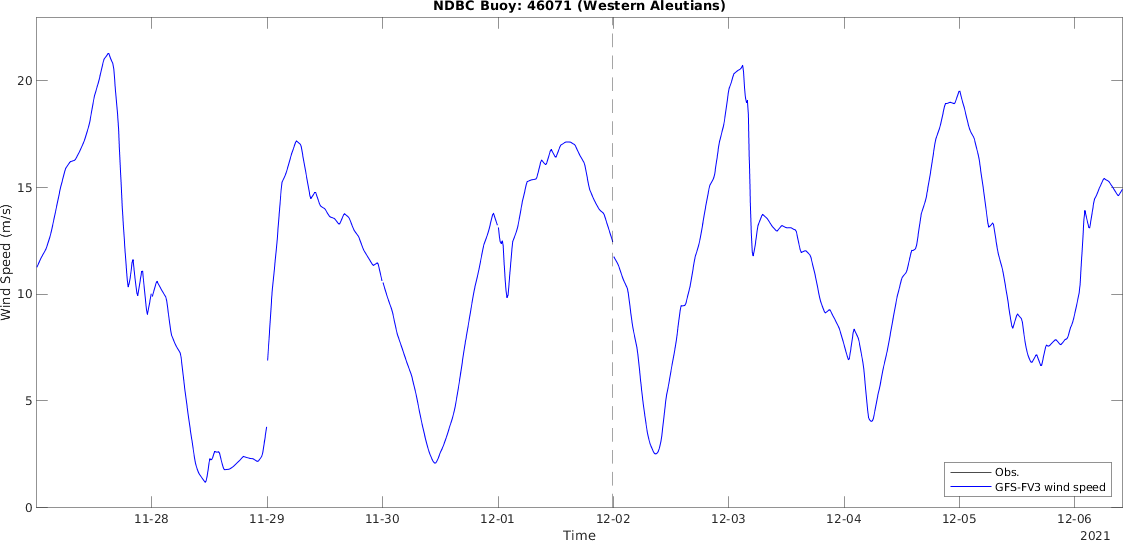 NDBC Buoy: 46071 (Western Aleutians)
Wind Speed (m/s)
20
15
10
5
0
11-28 11-29 11-30 12-01 12-02 12-03 12-04 12-05 12-06
Time
2021
Obs.
GFS-FV3 wind speed